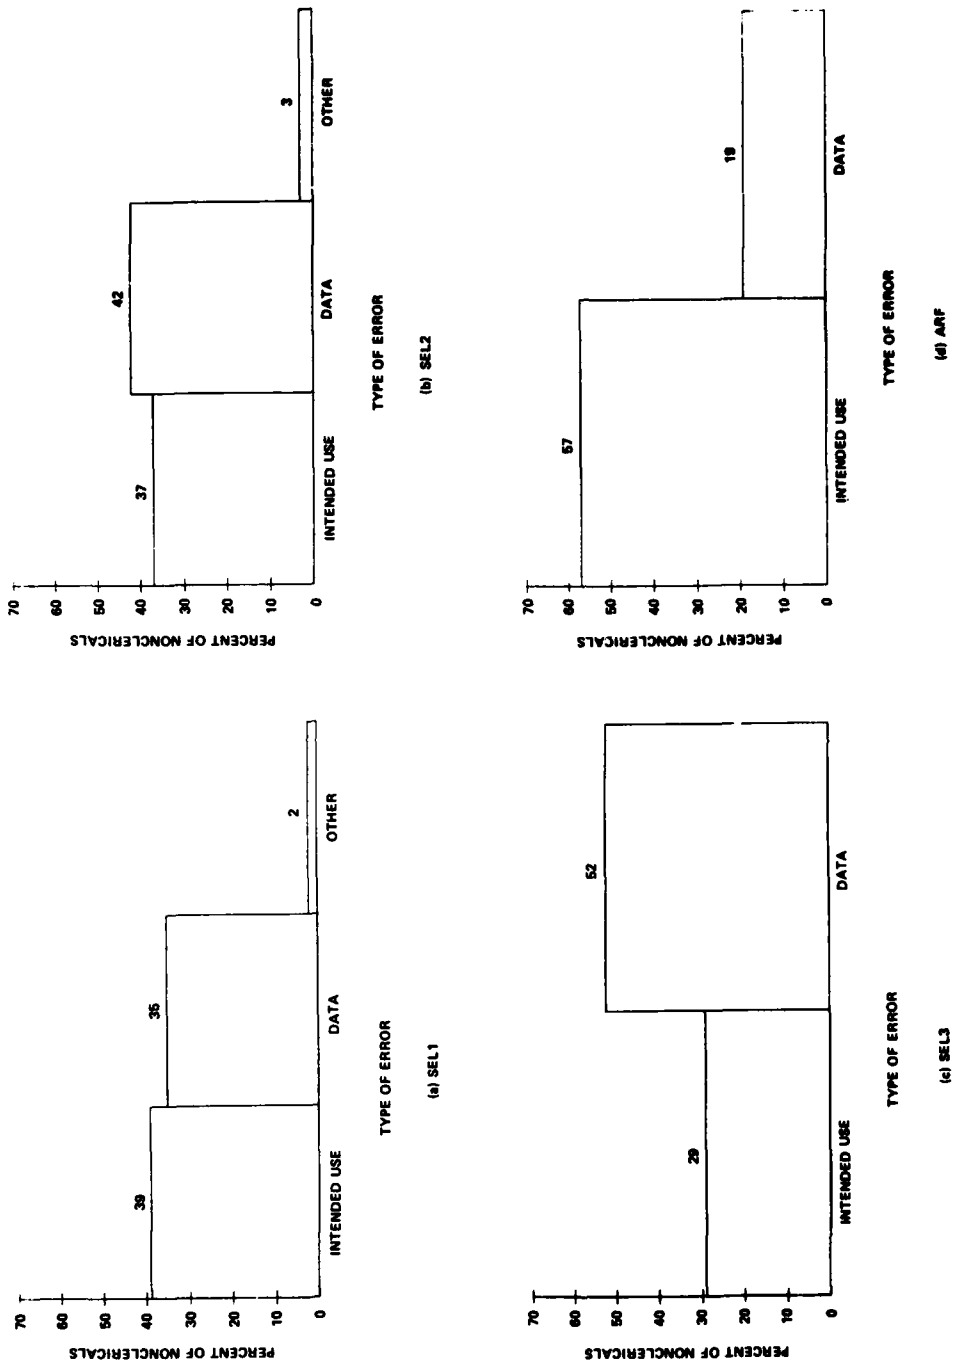 PERCENT OF NONCLERICALS
70
60
50
40
30
20
10
0
39
35
2
INTENDED USE
DATA
OTHER
TYPE OF ERROR
(a) SEL1
PERCENT OF NONCLERICALS
70
60
50
40
30
20
10
0
37
42
3
INTENDED USE
DATA
OTHER
TYPE OF ERROR
(b) SEL2
PERCENT OF NONCLERICALS
70
60
50
40
30
20
10
0
29
52
INTENDED USE
DATA
TYPE OF ERROR
(c) SEL3
PERCENT OF NONCLERICALS
70
60
50
40
30
20
10
0
57
19
INTENDED USE
DATA
TYPE OF ERROR
(d) ARF